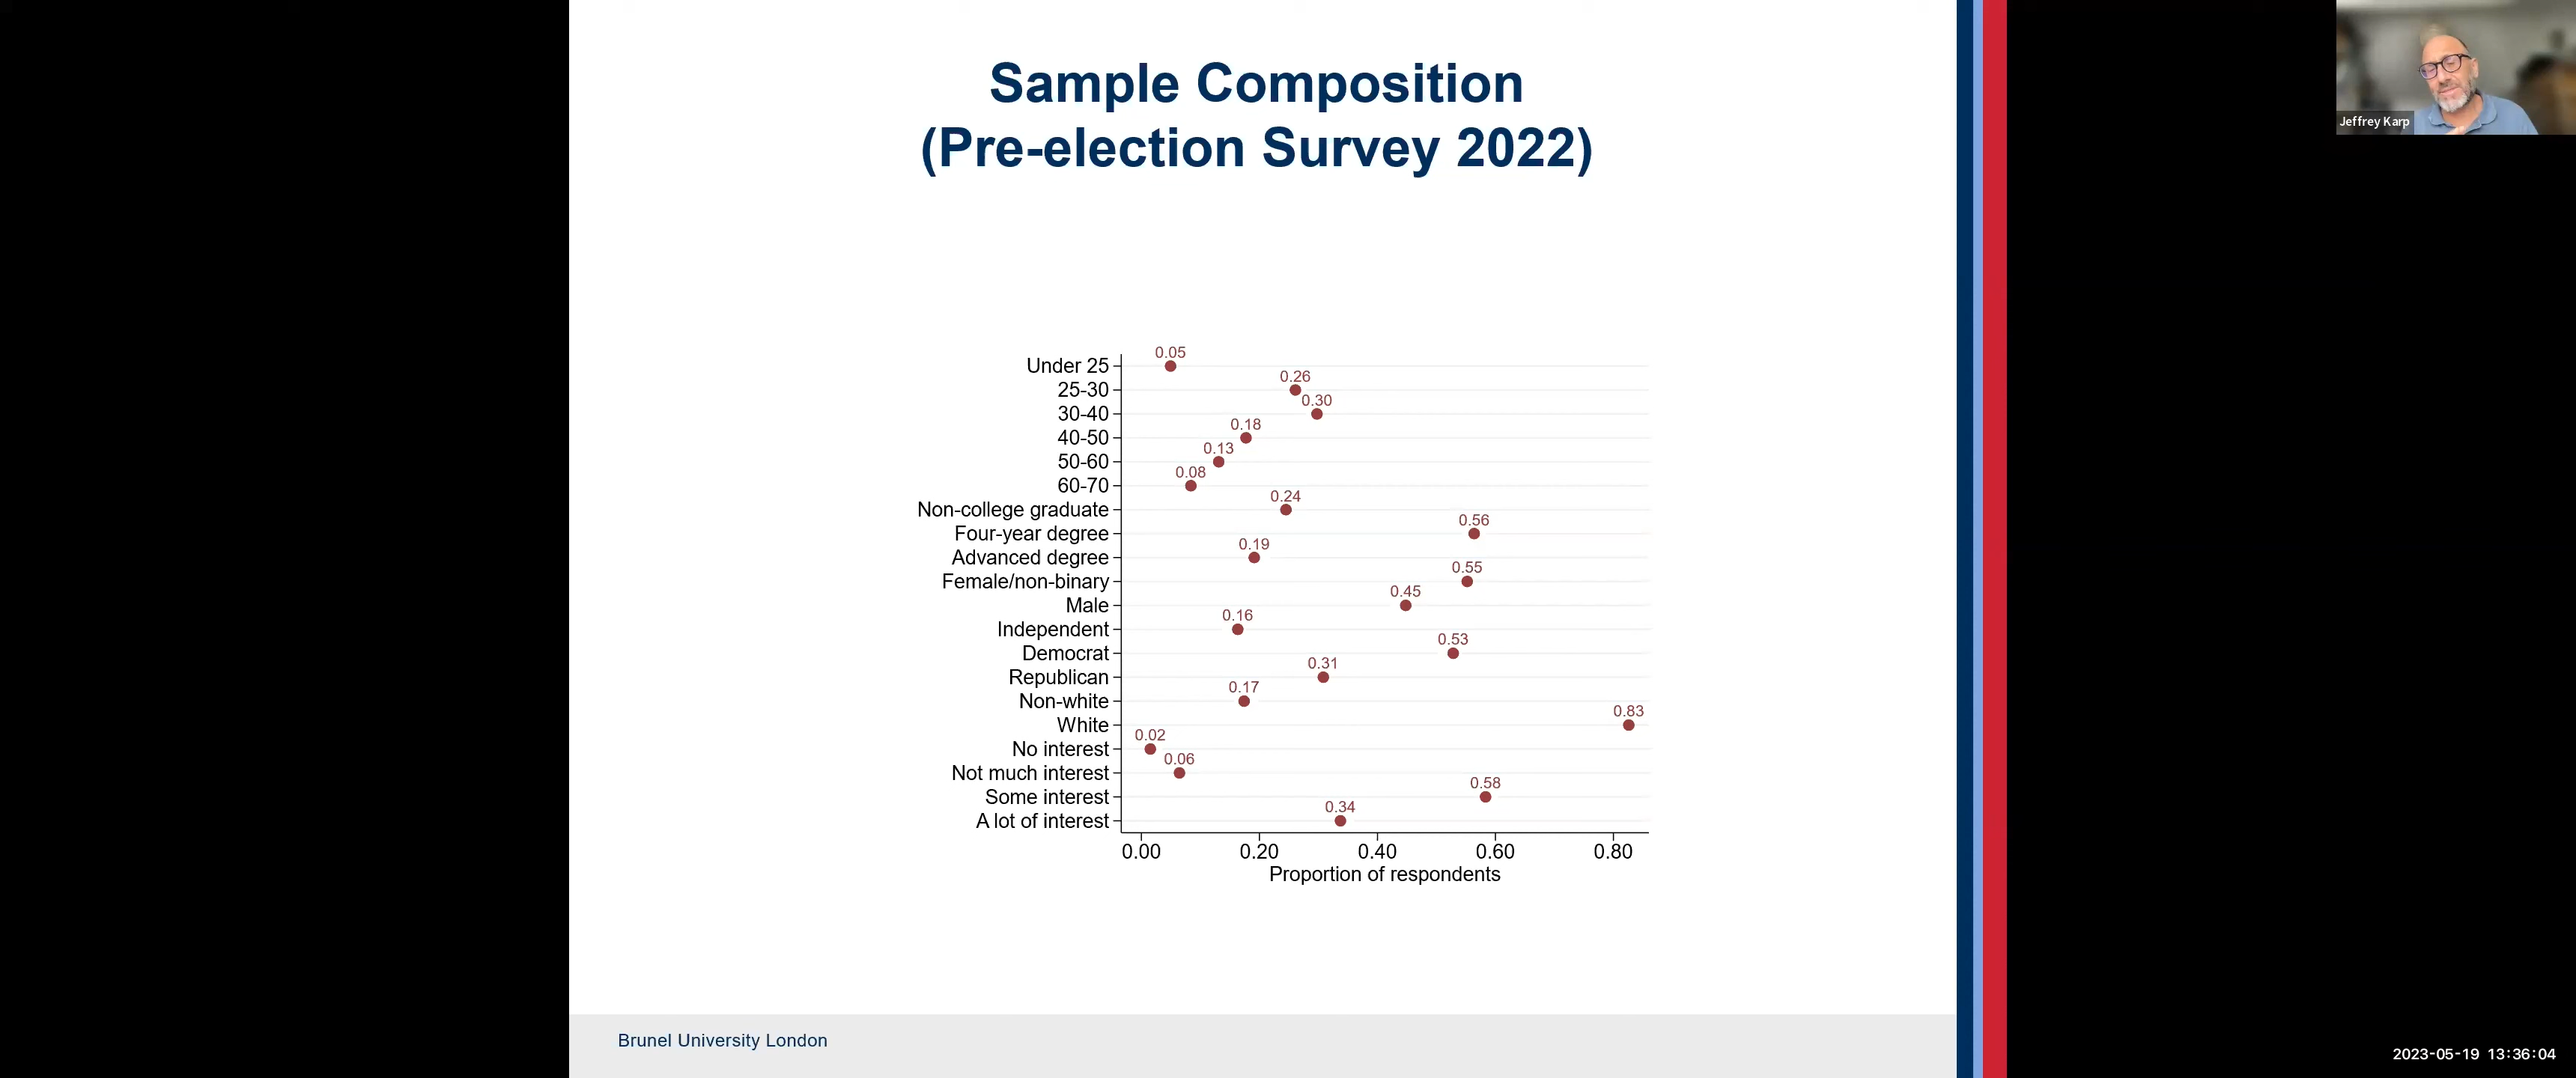 Sample Composition
(Pre-election Survey 2022)
Jeffrey Karp
Under 25
0.05
25-30
0.26
30-40
0.30
40-50
0.18
50-60
0.13
60-70
0.08
Non-college graduate
0.24
Four-year degree
0.56
Advanced degree
0.19
Female/non-binary
0.55
Male
0.45
Independent
0.16
Democrat
0.53
Republican
0.31
Non-white
0.17
White
0.83
No interest
0.02
Not much interest
0.06
Some interest
0.58
A lot of interest
0.34
0.00 0.20 0.40 0.60 0.80
Proportion of respondents
Brunel University London
2023-05-19 13:36:04